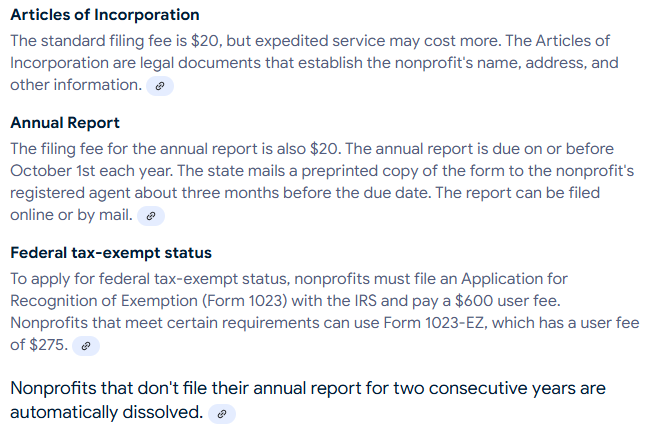 Articles of Incorporation
The standard filing fee is $20, but expedited service may cost more. The Articles of
Incorporation are legal documents that establish the nonprofit's name, address, and
other information.
Annual Report
The filing fee for the annual report is also $20. The annual report is due on or before
October 1st each year. The state mails a preprinted copy of the form to the nonprofit's
registered agent about three months before the due date. The report can be filed
online or by mail.
Federal tax-exempt status
To apply for federal tax-exempt status, nonprofits must file an Application for
Recognition of Exemption (Form 1023) with the IRS and pay a $600 user fee.
Nonprofits that meet certain requirements can use Form 1023-EZ, which has a user fee
of $275.
Nonprofits that don't file their annual report for two consecutive years are
automatically dissolved.